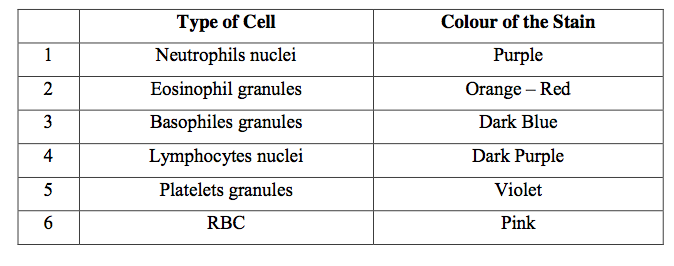 Type of Cell Colour of the Stain
1 Neutrophils nuclei Purple
2 Eosinophil granules Orange – Red
3 Basophiles granules Dark Blue
4 Lymphocytes nuclei Dark Purple
5 Platelets granules Violet
6 RBC Pink